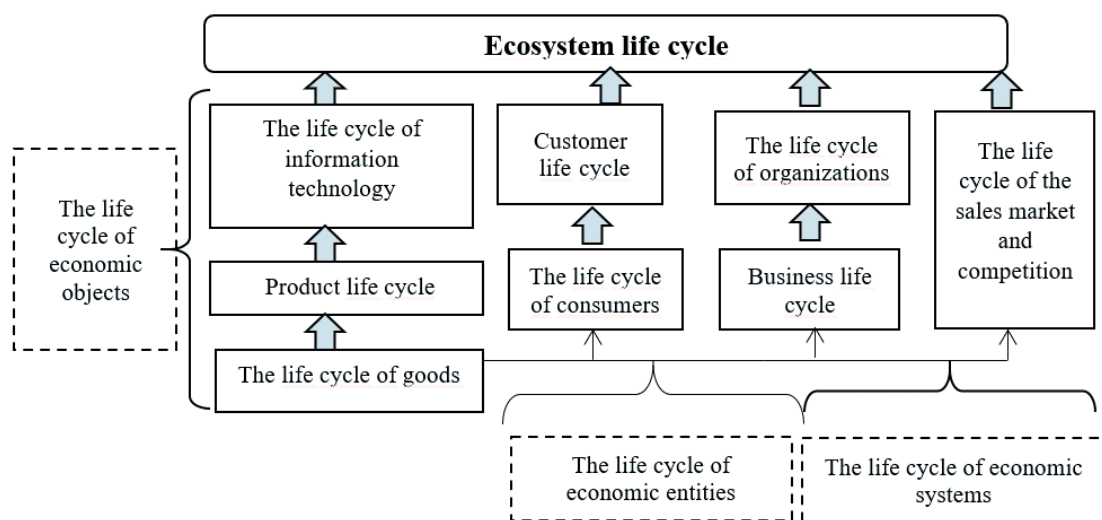 Ecosystem life cycle
The life
cycle of
economic
objects
The life cycle of
information
technology
Product life cycle
The life cycle of goods
Customer
life cycle
The life cycle
of consumers
The life cycle
of organizations
Business life
cycle
The life
cycle of the
sales market
and
competition
The life cycle of
economic entities
The life cycle of economic
systems